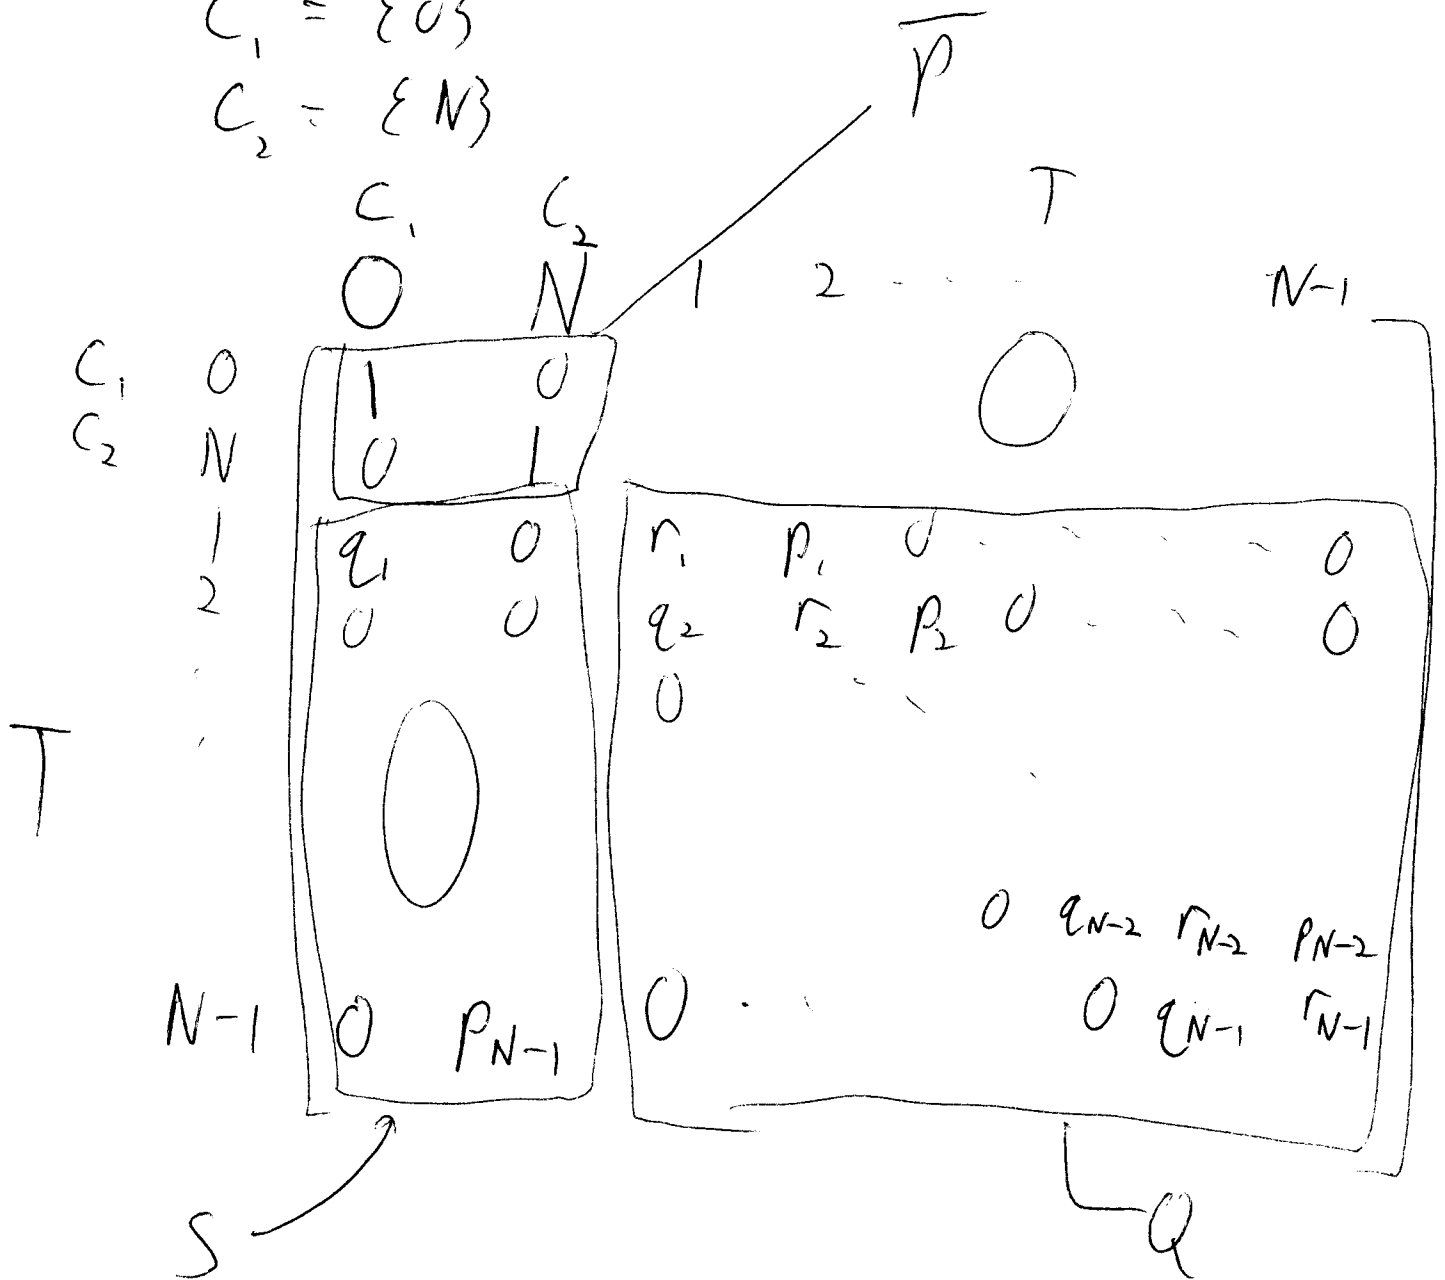 C₁ = {0}
C₂ = {N}
P̅
C₁ C₂ T
0 N 1 2 . . . . N-1
C₁ 0 1 0 0
C₂ N 0 1
1 q₁ 0 r₁ p₁ 0 . . . . 0
2 0 0 q₂ r₂ p₂ 0 . . . 0
. 0 . .
T . 0 .
0 q_{N-2} r_{N-2} p_{N-2}
N-1 0 p_{N-1} 0 . . 0 q_{N-1} r_{N-1}
S Q